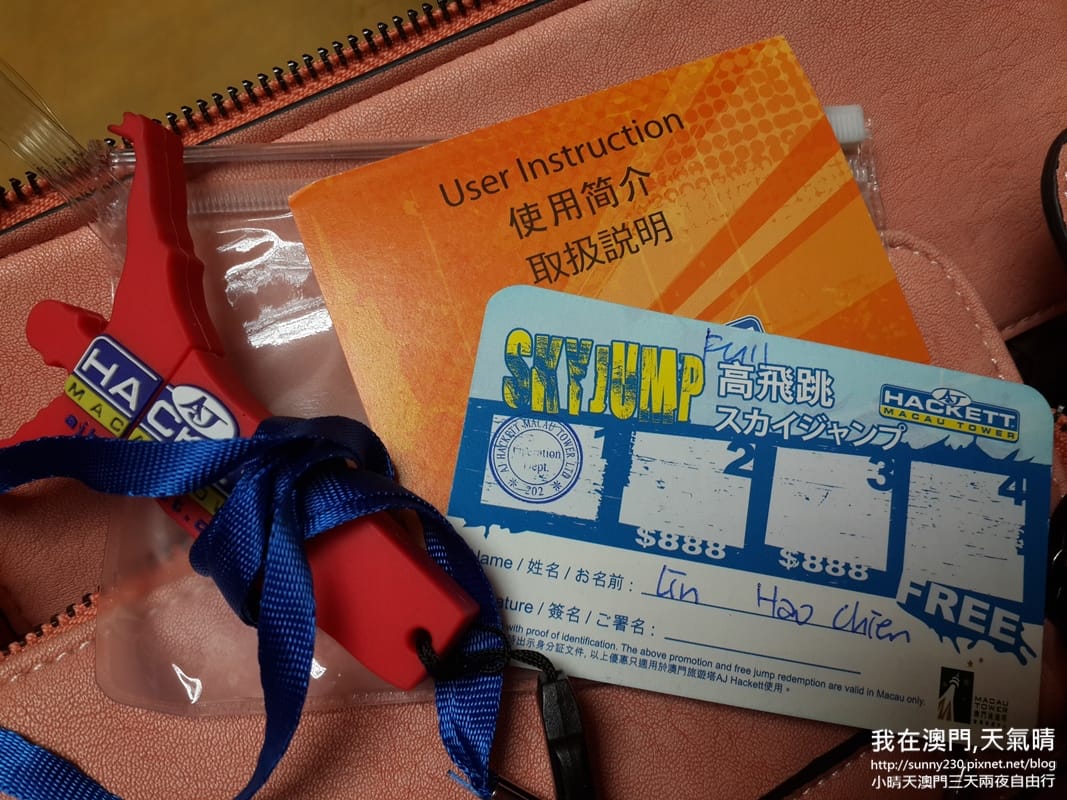 User Instruction
使用简介
取扱説明
SKYJUMP
高飛跳
スカイジャンプ
AJ
HACKETT
MACAU TOWER
1
2
3
4
AJ HACKETT MACAU TOWER LTD
Operation
Dept.
202
$888
$888
FREE
Name / 姓名 / お名前 : Lin Hao Chien
ature / 簽名 / ご署名 :
with proof of identification. The above promotion and free jump redemption are valid in Macau only.
出示身分証文件, 以上優惠只適用於澳門旅遊塔AJ Hackett使用。
MACAU
TOWER
HA
MACA
AJ
HACK
我在澳門,天氣晴
http://sunny230.pixnet.net/blog
小晴天澳門三天兩夜自由行